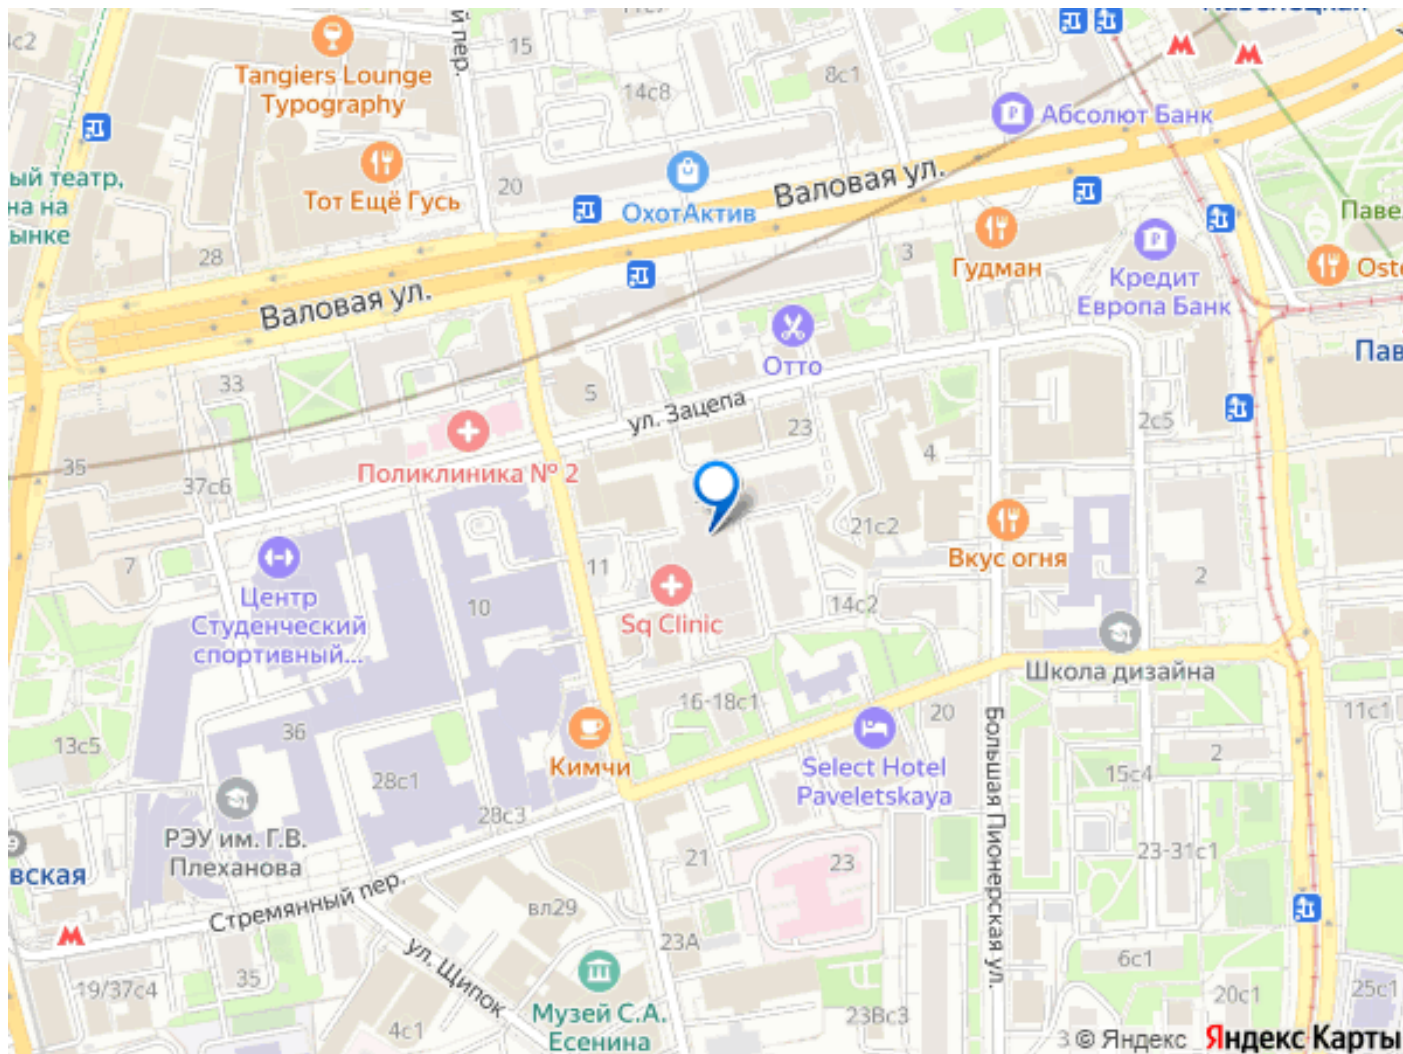 й пер.
15
8с1
14с8
Tangiers Lounge
Typography
Абсолют Банк
ый театр,
на на
ынке
Тот Ещё Гусь
20
ОхотАктив
Валовая ул.
28
3
Гудман
Кредит
Европа Банк
Паве
Oste
Валовая ул.
Отто
Пав
33
5
ул. Зацепа
23
2с5
4
35
37с6
Поликлиника № 2
21с2
Вкус огня
7
11
10
Центр
Студенческий
спортивный...
Sq Clinic
14с2
2
Школа дизайна
16-18с1
20
11с1
13с5
36
28с1
Кимчи
Select Hotel
Paveletskaya
Большая Пионерская ул.
15с4
2
28с3
РЭУ им. Г.В.
Плеханова
21
23
23-31с1
вская
Стремянный пер.
вл29
23А
ул. Щипок
35
19/37с4
4с1
Музей С.А.
Есенина
23Вс3
6с1
20с1
25с1
3
© Яндекс
Яндекс Карты